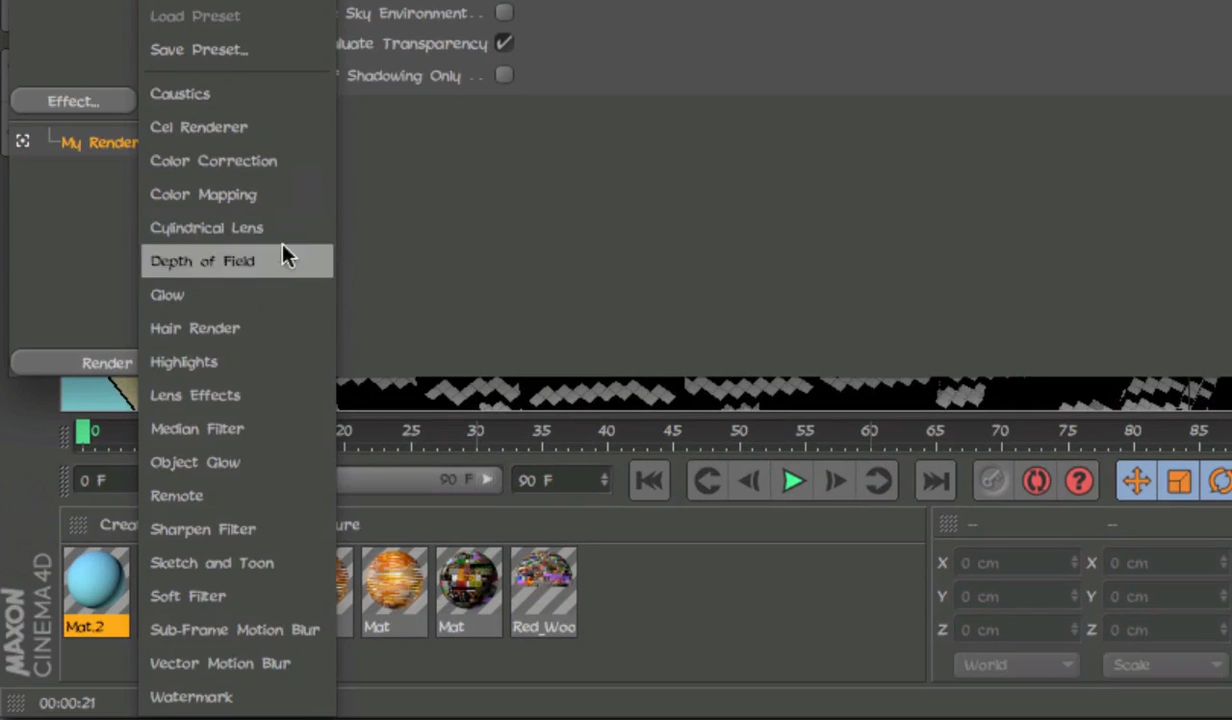 Load Preset
Sky Environment..
Save Preset...
luate Transparency
Shadowing Only ..
Caustics
Effect...
Cel Renderer
My Render
Color Correction
Color Mapping
Cylindrical Lens
Depth of Field
Glow
Hair Render
Render
Highlights
Lens Effects
Median Filter
0 20 25 30 35 40 45 50 55 60 65 70 75 80 85
Object Glow
0 F 90 F 90 F
Remote
Sharpen Filter
Crea ure -- --
Sketch and Toon
X 0 cm X 0 cm
Soft Filter
Y 0 cm Y 0 cm
Mat.2 Mat Mat Red_Woo
Sub-Frame Motion Blur
Z 0 cm Z 0 cm
Vector Motion Blur
World Scale
Watermark
00:00:21
MAXON
CINEMA 4D